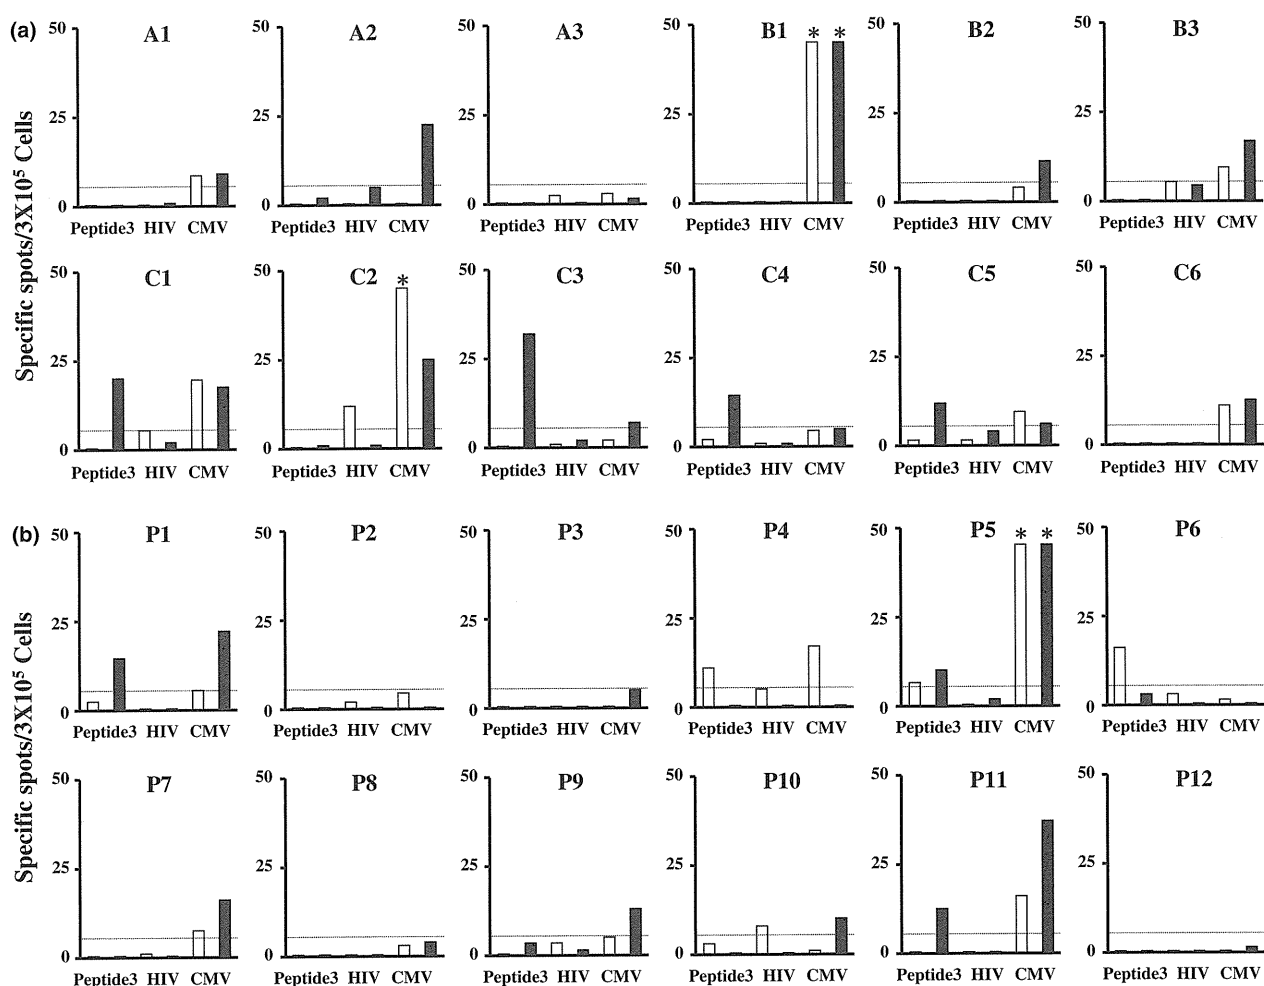 (a)
Specific spots/3X10⁵ Cells
A1 A2 A3 B1 B2 B3
* *
50 50 50 50 50 50
25 25 25 25 25 25
0 0 0 0 0 0
Peptide3 HIV CMV Peptide3 HIV CMV Peptide3 HIV CMV Peptide3 HIV CMV Peptide3 HIV CMV Peptide3 HIV CMV
C1 C2 C3 C4 C5 C6
*
50 50 50 50 50 50
25 25 25 25 25 25
0 0 0 0 0 0
Peptide3 HIV CMV Peptide3 HIV CMV Peptide3 HIV CMV Peptide3 HIV CMV Peptide3 HIV CMV Peptide3 HIV CMV
(b)
Specific spots/3X10⁵ Cells
P1 P2 P3 P4 P5 P6
* *
50 50 50 50 50 50
25 25 25 25 25 25
0 0 0 0 0 0
Peptide3 HIV CMV Peptide3 HIV CMV Peptide3 HIV CMV Peptide3 HIV CMV Peptide3 HIV CMV Peptide3 HIV CMV
P7 P8 P9 P10 P11 P12
50 50 50 50 50 50
25 25 25 25 25 25
0 0 0 0 0 0
Peptide3 HIV CMV Peptide3 HIV CMV Peptide3 HIV CMV Peptide3 HIV CMV Peptide3 HIV CMV Peptide3 HIV CMV